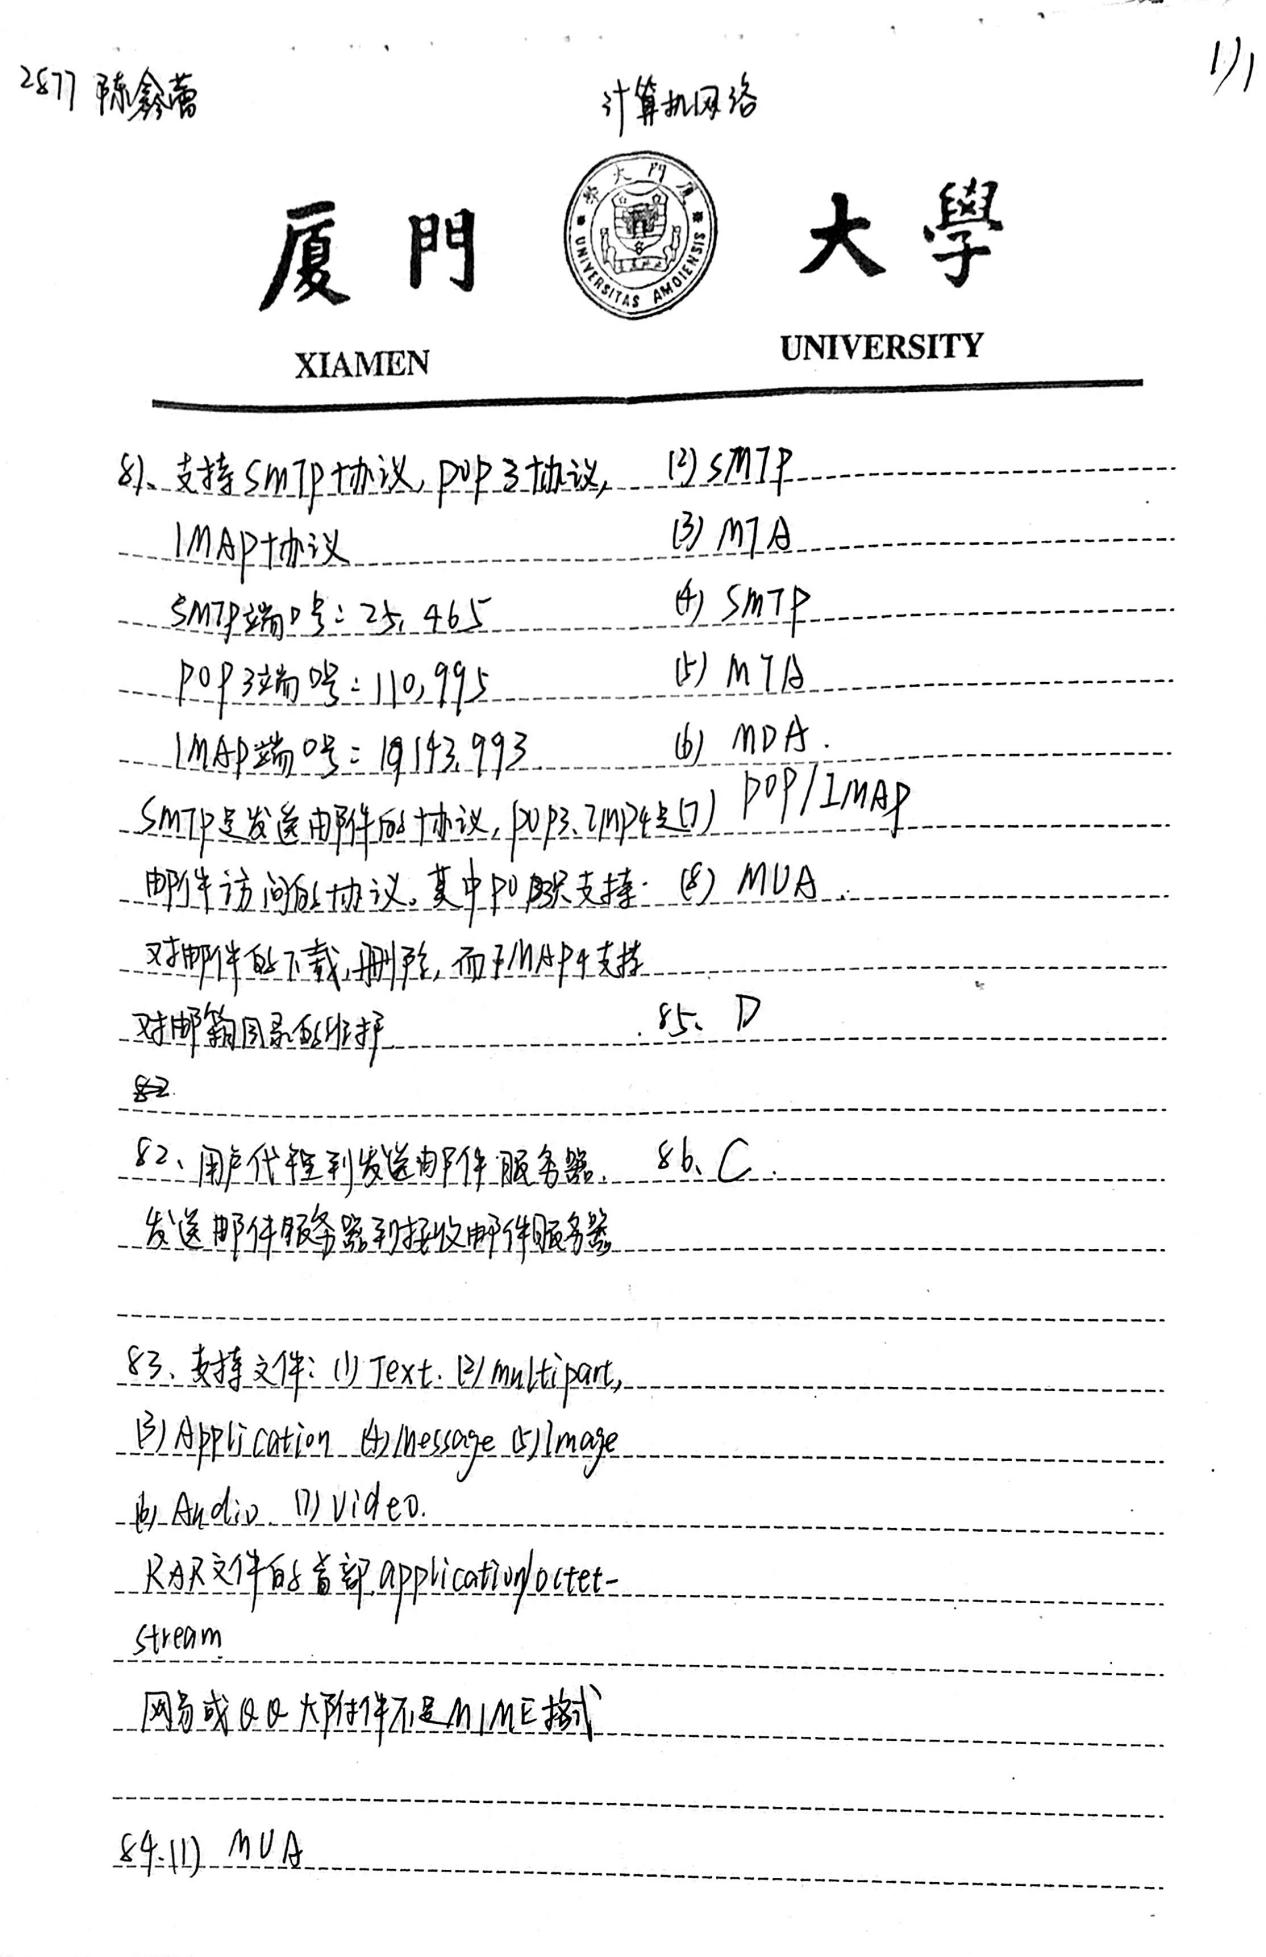 2877 陈鑫蕾
计算机网络
1/1
厦門大學
廈門大學
UNIVERSITAS AMOIENSIS
XIAMEN UNIVERSITY
81、支持SMTP协议, POP3协议,
IMAP协议
SMTP端口号: 25, 465
POP3端口号: 110, 995
IMAP端口号: 143, 993
SMTP是发送邮件的协议, POP3、IMP4是
邮件访问的协议。其中POP3只支持
对邮件的下载,删除,而IMAP4支持
对邮箱目录的维护
82
82、用户代理到发送邮件服务器.
发送邮件服务器到接收邮件服务器
83、支持文件: (1) Text. (2) multipart,
(3) Application (4) Message (5) Image
(6) Audio (7) Video.
RAR文件的首部 application/octet-
stream
网易或QQ大附件不是MIME格式
84.(1) MUA
(2) SMTP
(3) MTA
(4) SMTP
(5) MTA
(6) MDA.
(7) POP/IMAP
(8) MUA.
85、D
86、C.